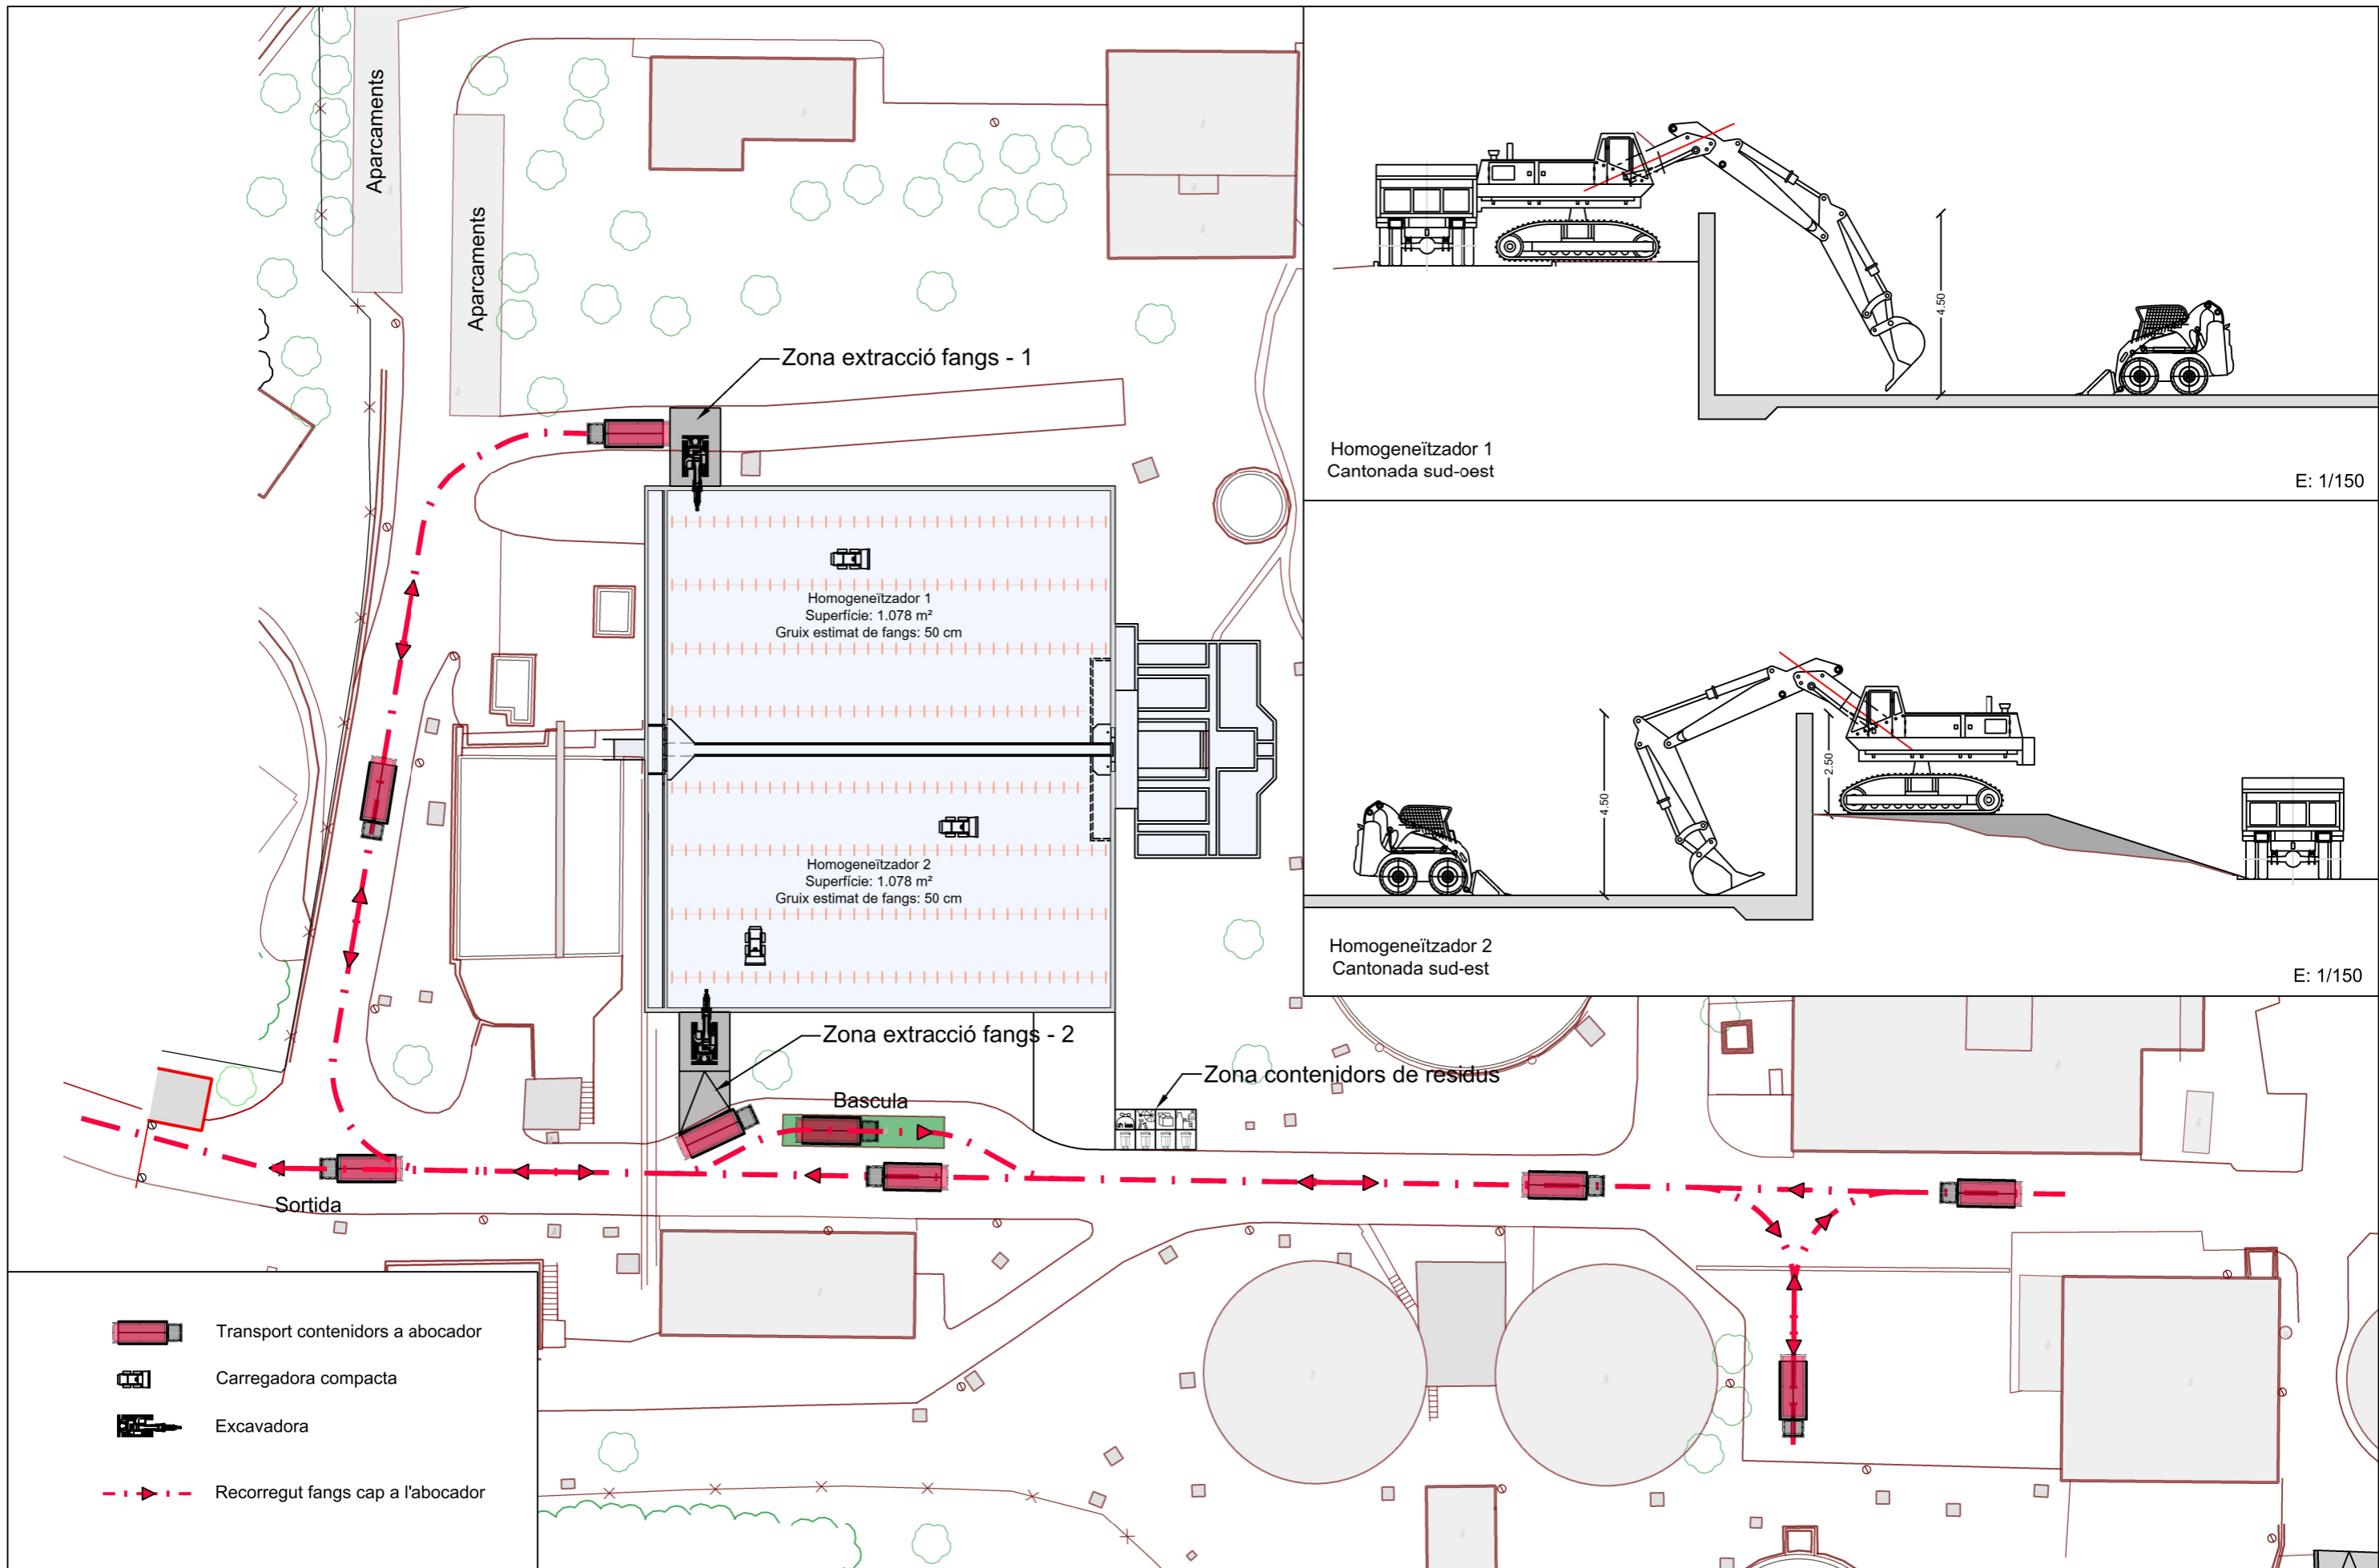 Aparcaments
Aparcaments
Zona extracció fangs - 1
Homogeneïtzador 1
Superfície: 1.078 m²
Gruix estimat de fangs: 50 cm
Homogeneïtzador 2
Superfície: 1.078 m²
Gruix estimat de fangs: 50 cm
Zona extracció fangs - 2
Bascula
Zona contenidors de residus
Sortida
4.50
Homogeneïtzador 1
Cantonada sud-oest
E: 1/150
4.50
2.50
Homogeneïtzador 2
Cantonada sud-est
E: 1/150
Transport contenidors a abocador
Carregadora compacta
Excavadora
Recorregut fangs cap a l'abocador